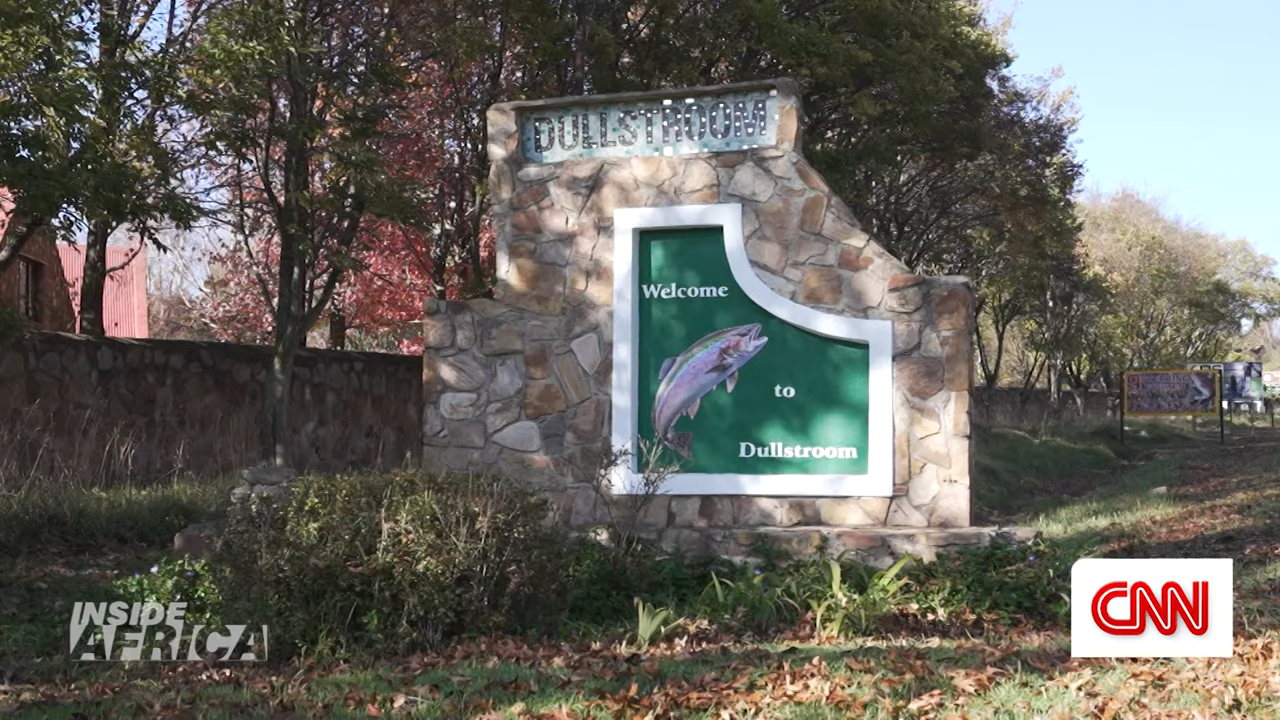 DULLSTROOM
Welcome
to
Dullstroom
INSIDE
AFRICA
CNN